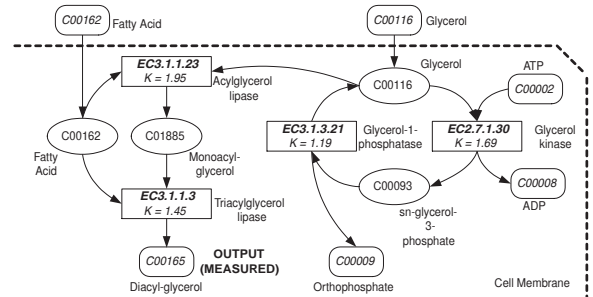 C00162
Fatty Acid
C00116
Glycerol
EC3.1.1.23
K = 1.95
Acylglycerol
lipase
Glycerol
C00116
ATP
C00002
C00162
Fatty
Acid
C01885
Monoacyl-
glycerol
EC3.1.3.21
K = 1.19
Glycerol-1-
phosphatase
EC2.7.1.30
K = 1.69
Glycerol
kinase
EC3.1.1.3
K = 1.45
Triacylglycerol
lipase
C00093
sn-glycerol-
3-
phosphate
C00008
ADP
C00165
Diacyl-glycerol
OUTPUT
(MEASURED)
C00009
Orthophosphate
Cell Membrane